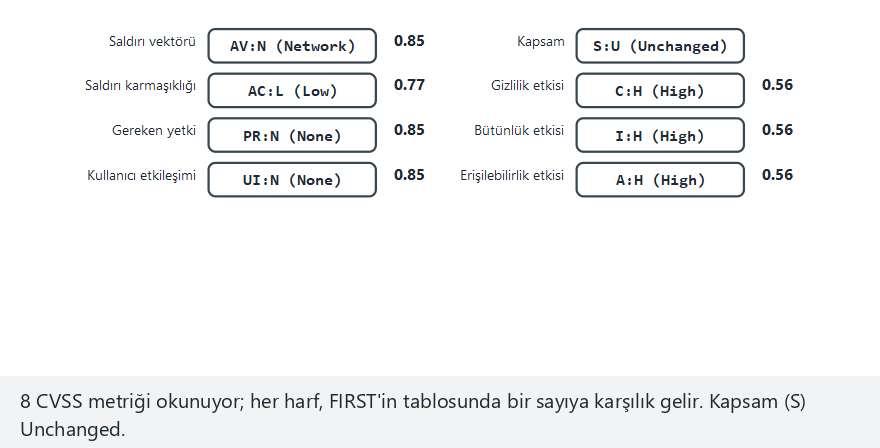 Saldırı vektörü AV:N (Network) 0.85 Kapsam S:U (Unchanged)
Saldırı karmaşıklığı AC:L (Low) 0.77 Gizlilik etkisi C:H (High) 0.56
Gereken yetki PR:N (None) 0.85 Bütünlük etkisi I:H (High) 0.56
Kullanıcı etkileşimi UI:N (None) 0.85 Erişilebilirlik etkisi A:H (High) 0.56
8 CVSS metriği okunuyor; her harf, FIRST'in tablosunda bir sayıya karşılık gelir. Kapsam (S)
Unchanged.